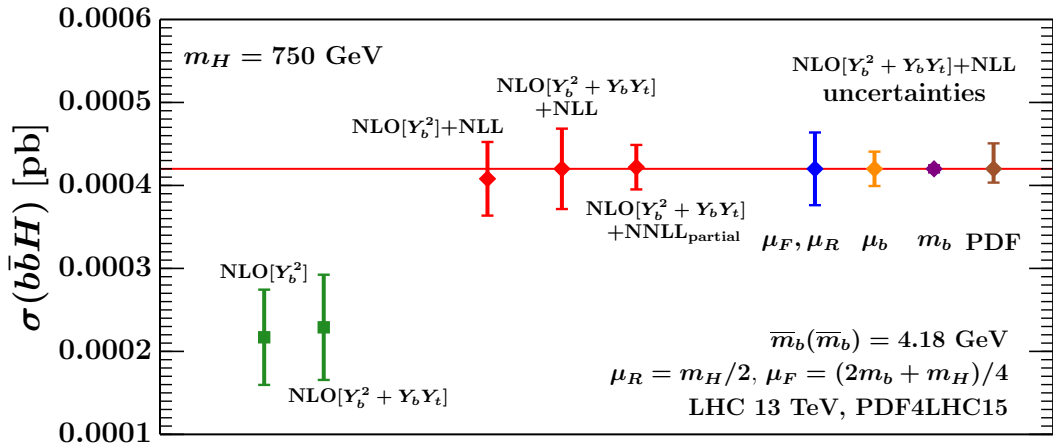 0.0006
0.0005
0.0004
0.0003
0.0002
0.0001
σ(bb̄H) [pb]
m_H = 750 GeV
NLO[Y_b^2]
NLO[Y_b^2 + Y_bY_t]
NLO[Y_b^2]+NLL
NLO[Y_b^2 + Y_bY_t]
+NLL
NLO[Y_b^2 + Y_bY_t]
+NNLL_partial
NLO[Y_b^2 + Y_bY_t]+NLL
uncertainties
μ_F, μ_R μ_b m_b PDF
m̅_b(m̅_b) = 4.18 GeV
μ_R = m_H/2, μ_F = (2m_b + m_H)/4
LHC 13 TeV, PDF4LHC15